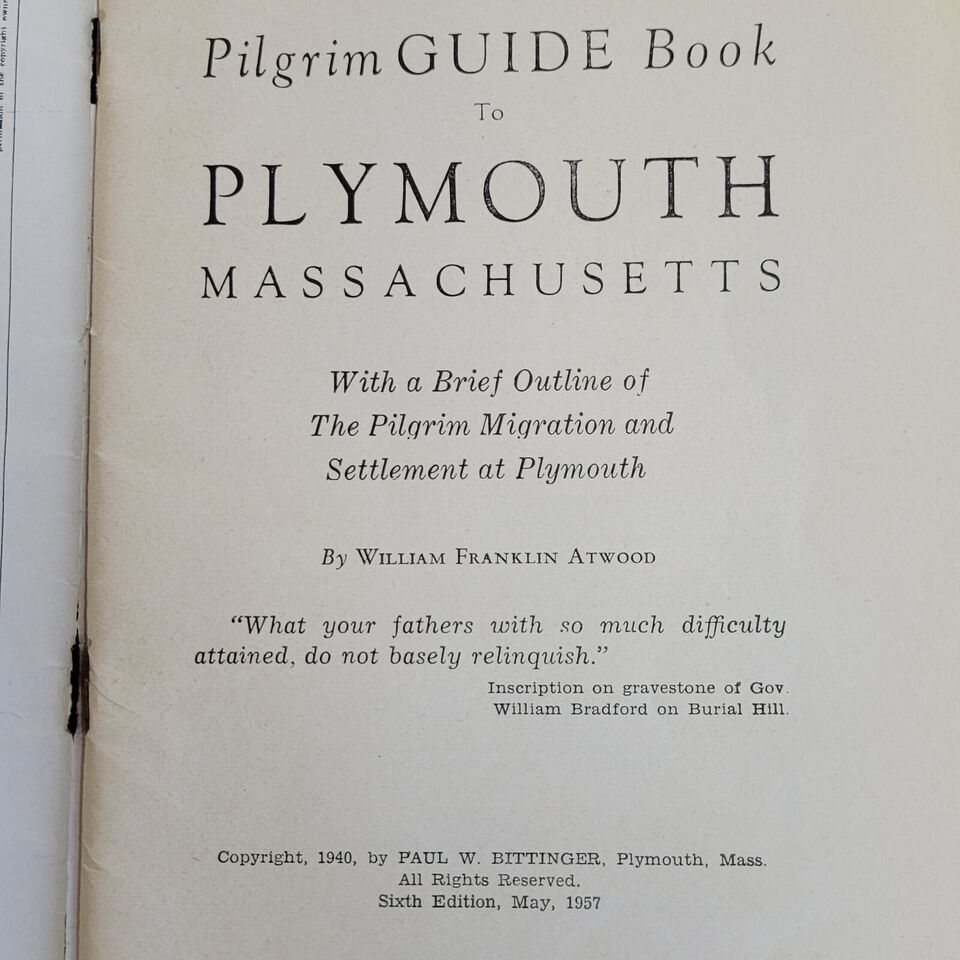 Pilgrim GUIDE Book
To
PLYMOUTH
MASSACHUSETTS
With a Brief Outline of
The Pilgrim Migration and
Settlement at Plymouth
By WILLIAM FRANKLIN ATWOOD
“What your fathers with so much difficulty
attained, do not basely relinquish.”
Inscription on gravestone of Gov.
William Bradford on Burial Hill.
Copyright, 1940, by PAUL W. BITTINGER, Plymouth, Mass.
All Rights Reserved.
Sixth Edition, May, 1957
of the copyright